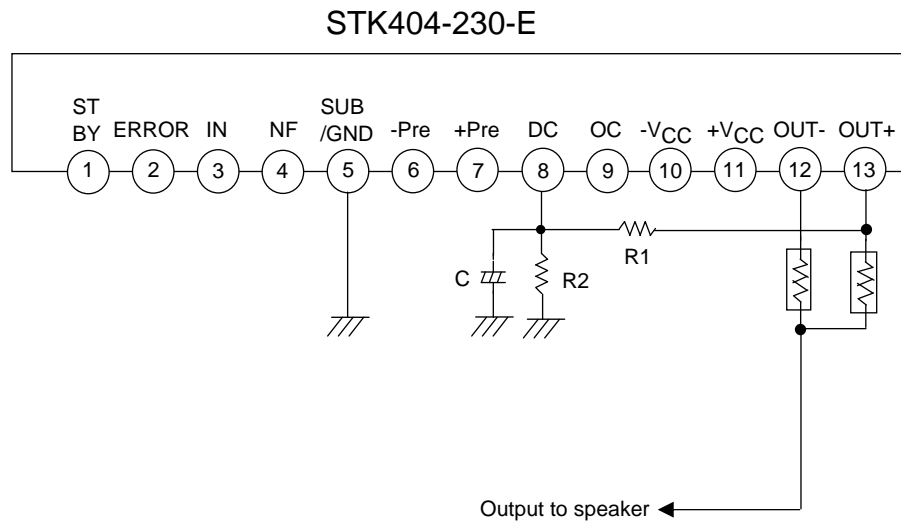 STK404-230-E
ST
BY
ERROR
IN
NF
SUB
/GND
-Pre
+Pre
DC
OC
-VCC
+VCC
OUT-
OUT+
1
2
3
4
5
6
7
8
9
10
11
12
13
R1
C
R2
Output to speaker